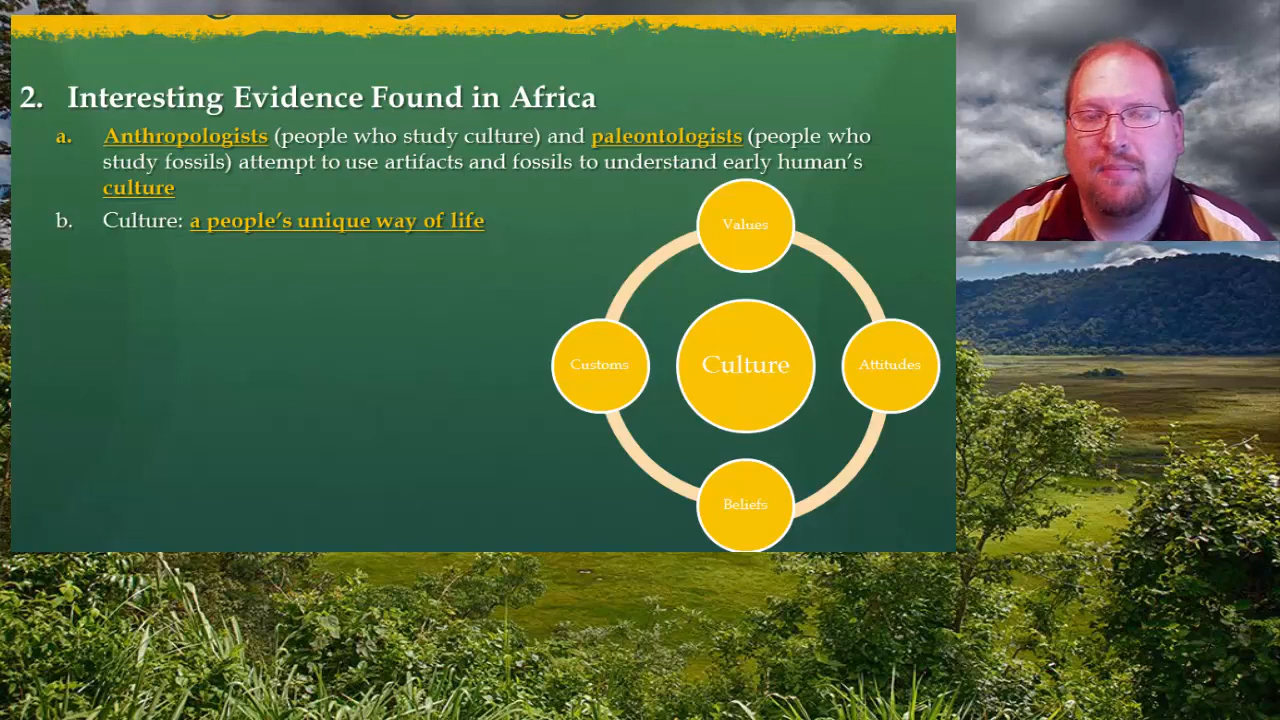 2. Interesting Evidence Found in Africa
a. Anthropologists (people who study culture) and paleontologists (people who
study fossils) attempt to use artifacts and fossils to understand early human's
culture
b. Culture: a people's unique way of life
Values
Customs
Culture
Attitudes
Beliefs